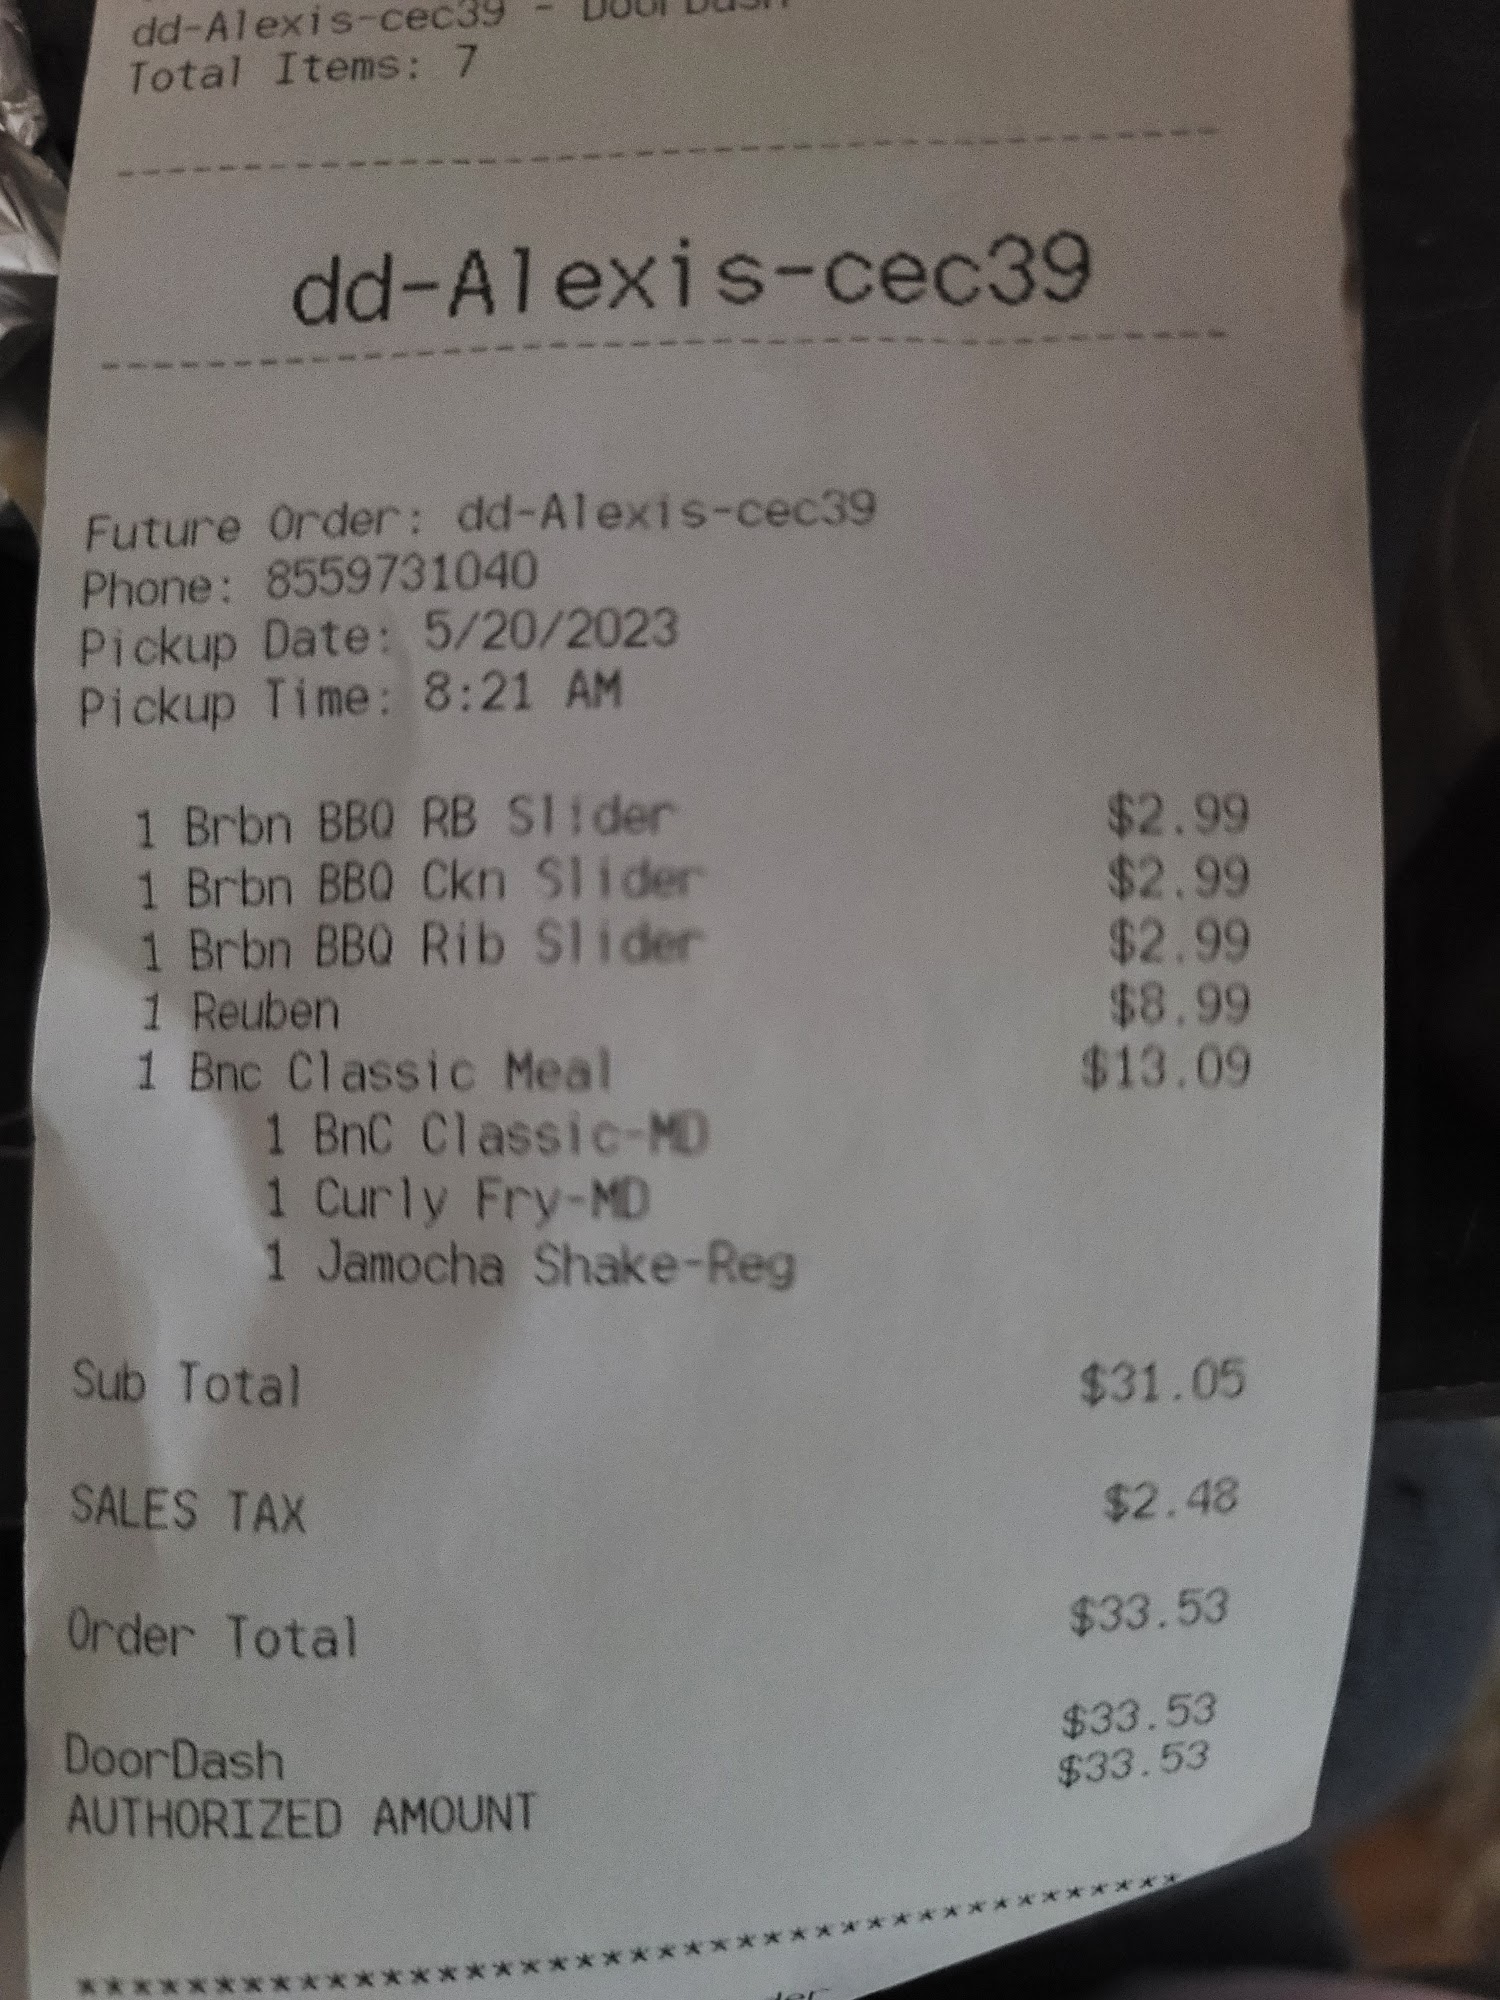 dd-Alexis-cec39 - DoorDash
Total Items: 7
dd-Alexis-cec39
Future Order: dd-Alexis-cec39
Phone: 8559731040
Pickup Date: 5/20/2023
Pickup Time: 8:21 AM
1 Brbn BBQ RB Slider $2.99
1 Brbn BBQ Ckn Slider $2.99
1 Brbn BBQ Rib Slider $2.99
1 Reuben $8.99
1 Bnc Classic Meal $13.09
1 BnC Classic-MD
1 Curly Fry-MD
1 Jamocha Shake-Reg
Sub Total $31.05
SALES TAX $2.48
Order Total $33.53
DoorDash $33.53
AUTHORIZED AMOUNT $33.53
****************************************